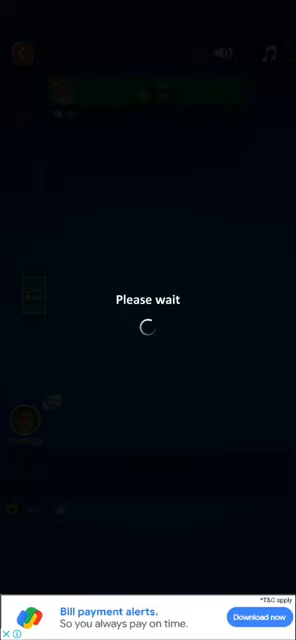 Please wait
*T&C apply
Bill payment alerts.
So you always pay on time.
Download now